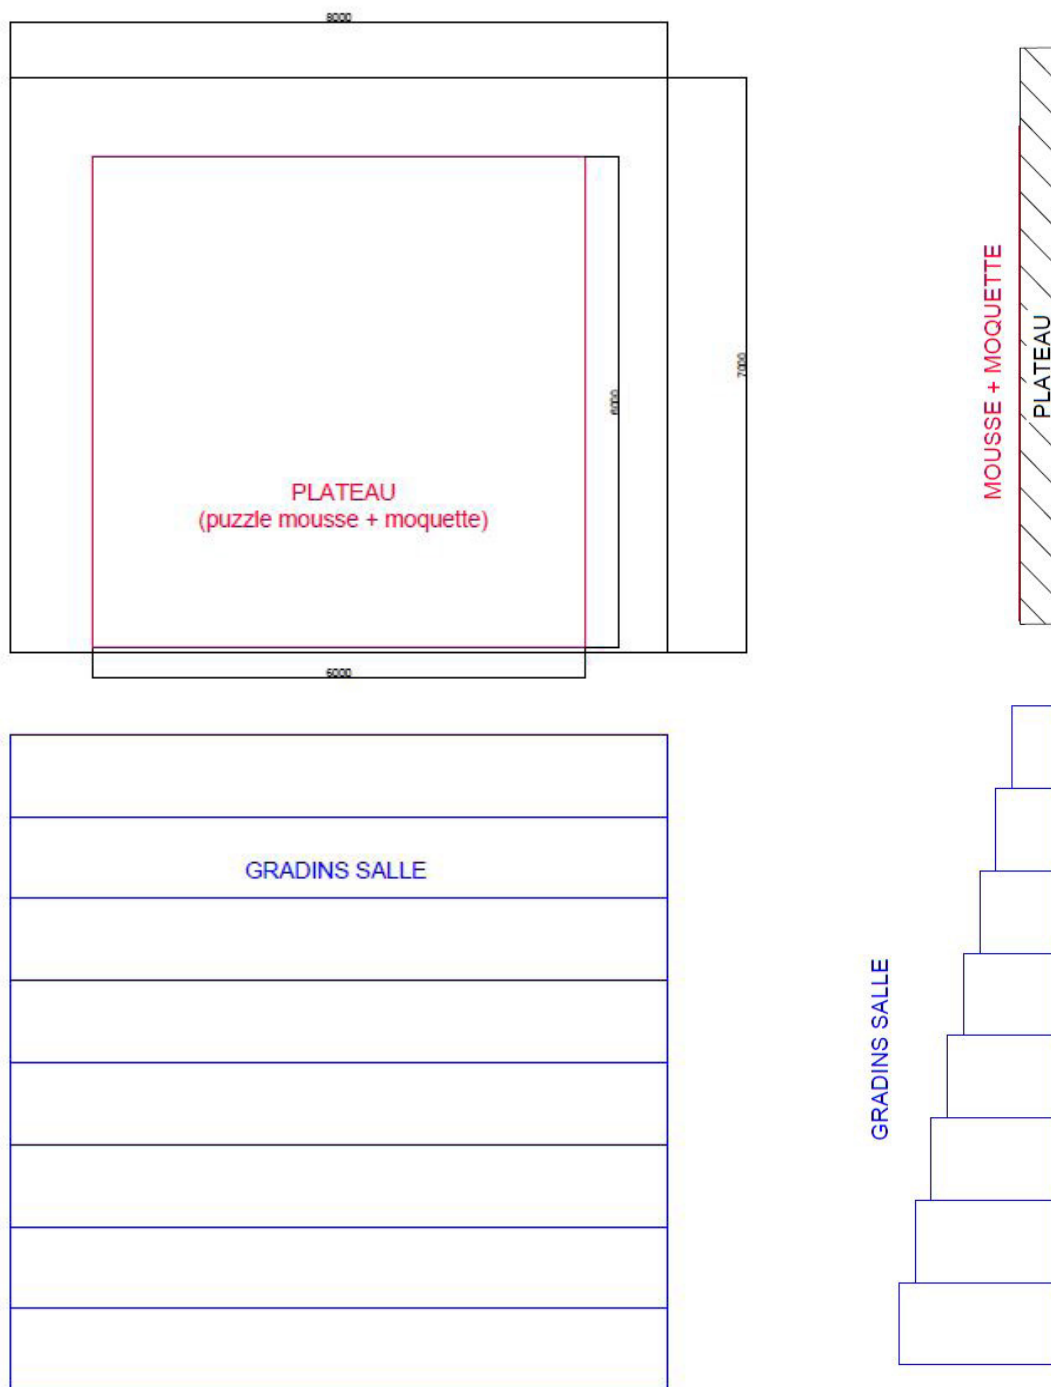 8000
MOUSSE + MOQUETTE
PLATEAU
7000
6000
PLATEAU
(puzzle mousse + moquette)
6000
GRADINS SALLE
GRADINS SALLE